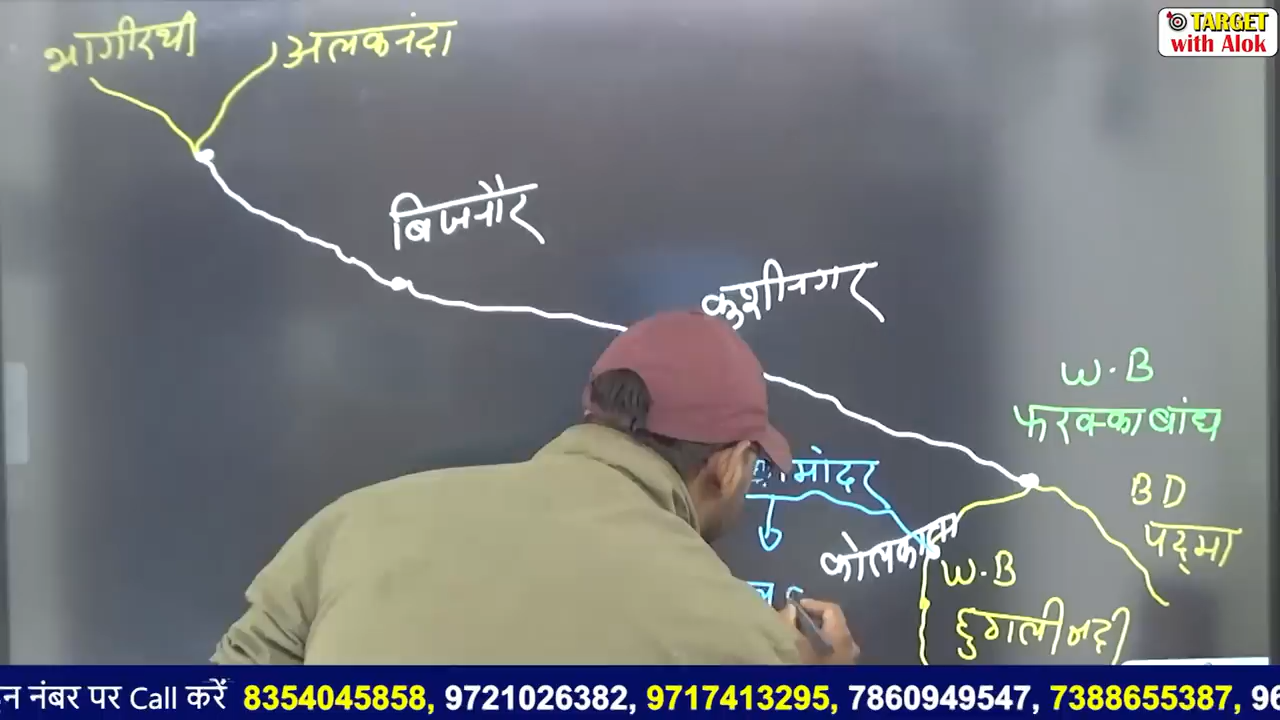 भागीरथी
अलकनंदा
TARGET
with Alok
बिजनौर
कुशीनगर
W.B
फरक्का बांध
BD
पद्मा
कोलकाता
W.B
हुगली नदी
इन नंबर पर Call करें 8354045858, 9721026382, 9717413295, 7860949547, 7388655387, 96